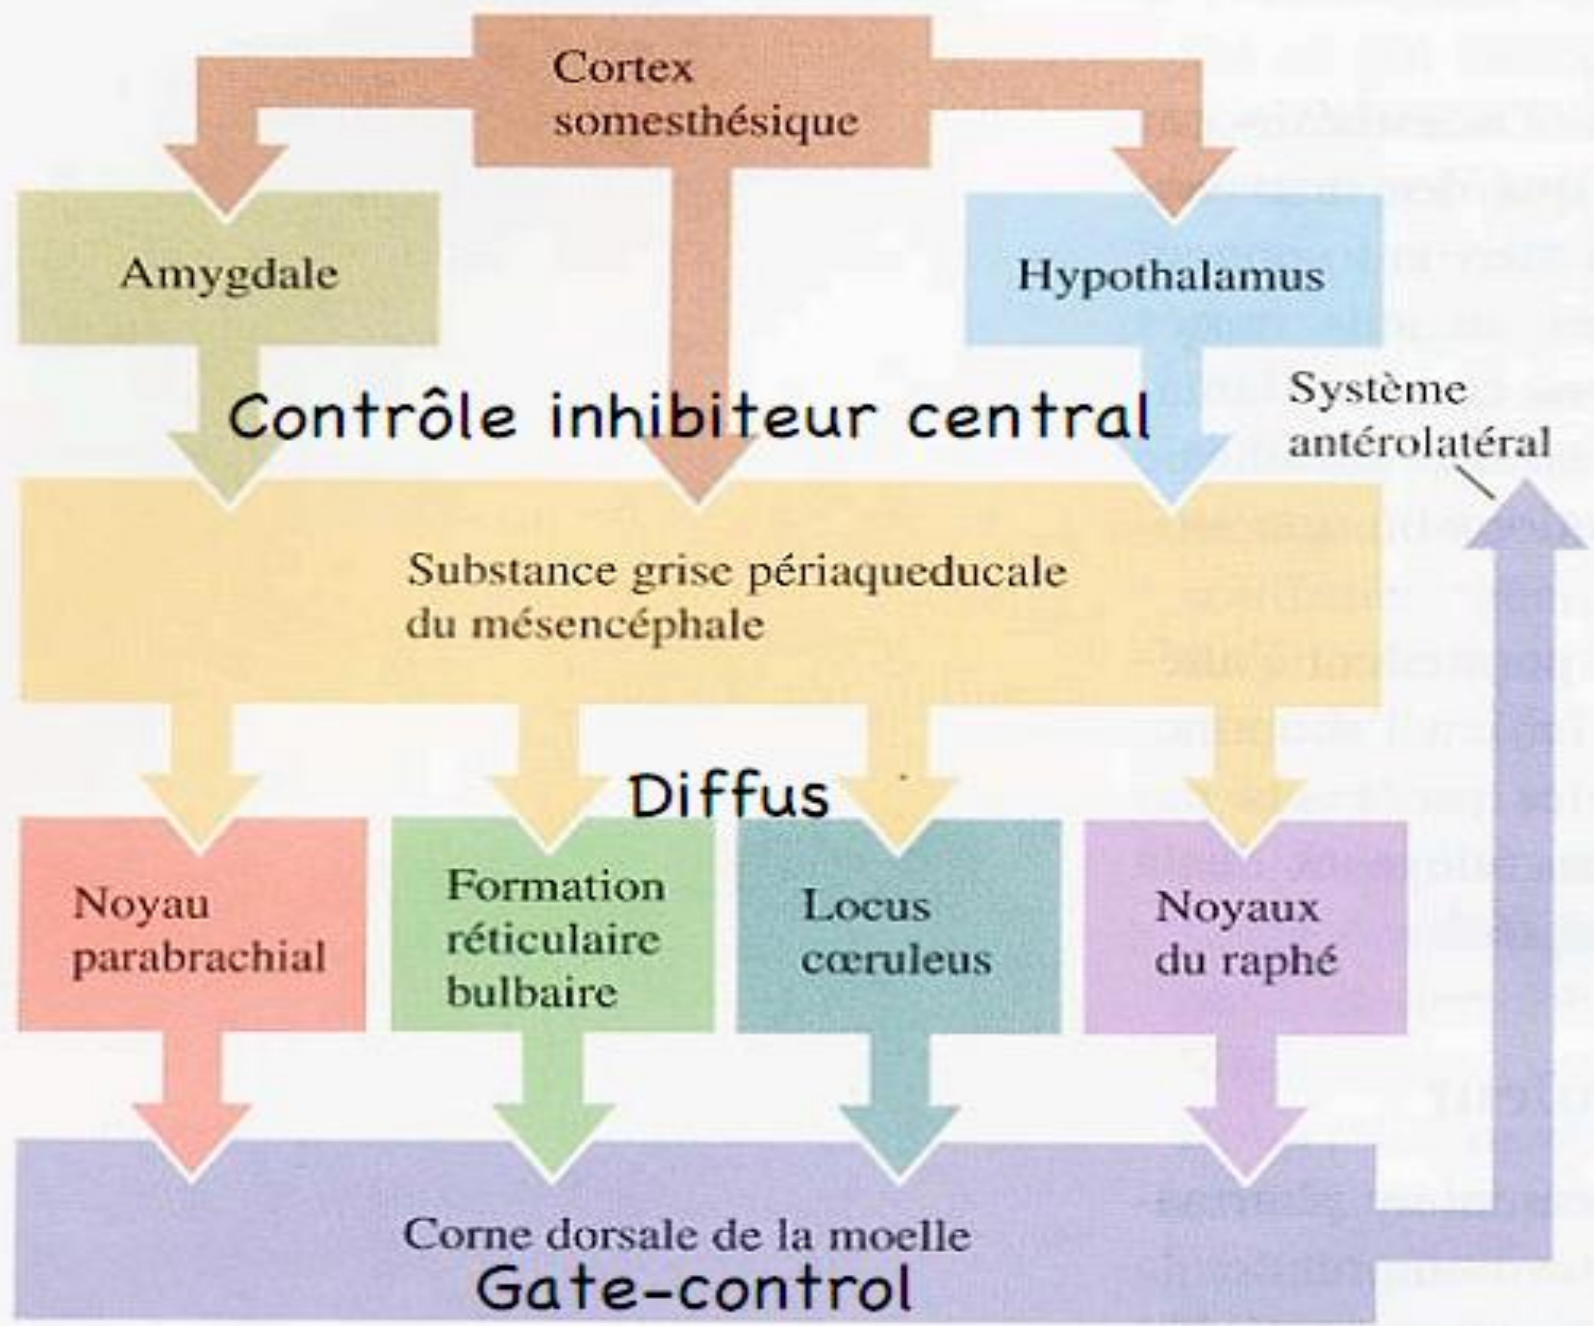 Cortex
somesthésique
Amygdale
Hypothalamus
Contrôle inhibiteur central
Système
antérolatéral
Substance grise périaqueducale
du mésencéphale
Diffus
Noyau
parabrachial
Formation
réticulaire
bulbaire
Locus
cœruleus
Noyaux
du raphé
Corne dorsale de la moelle
Gate-control